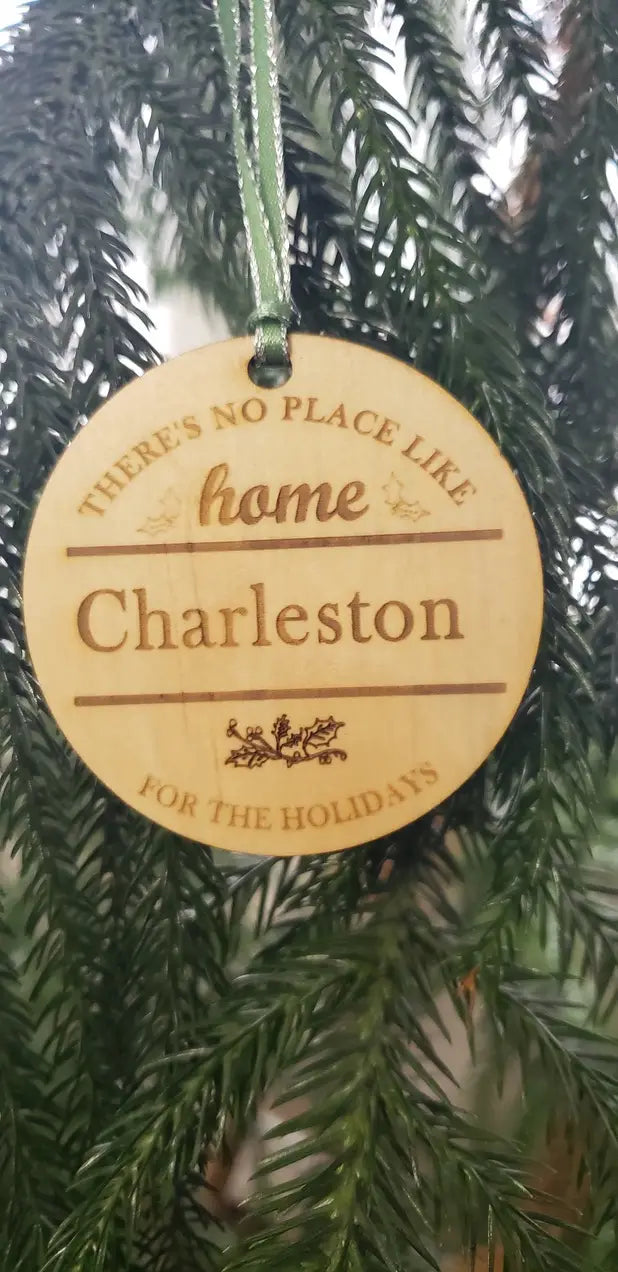 THERE'S NO PLACE LIKE
home
Charleston
FOR THE HOLIDAYS